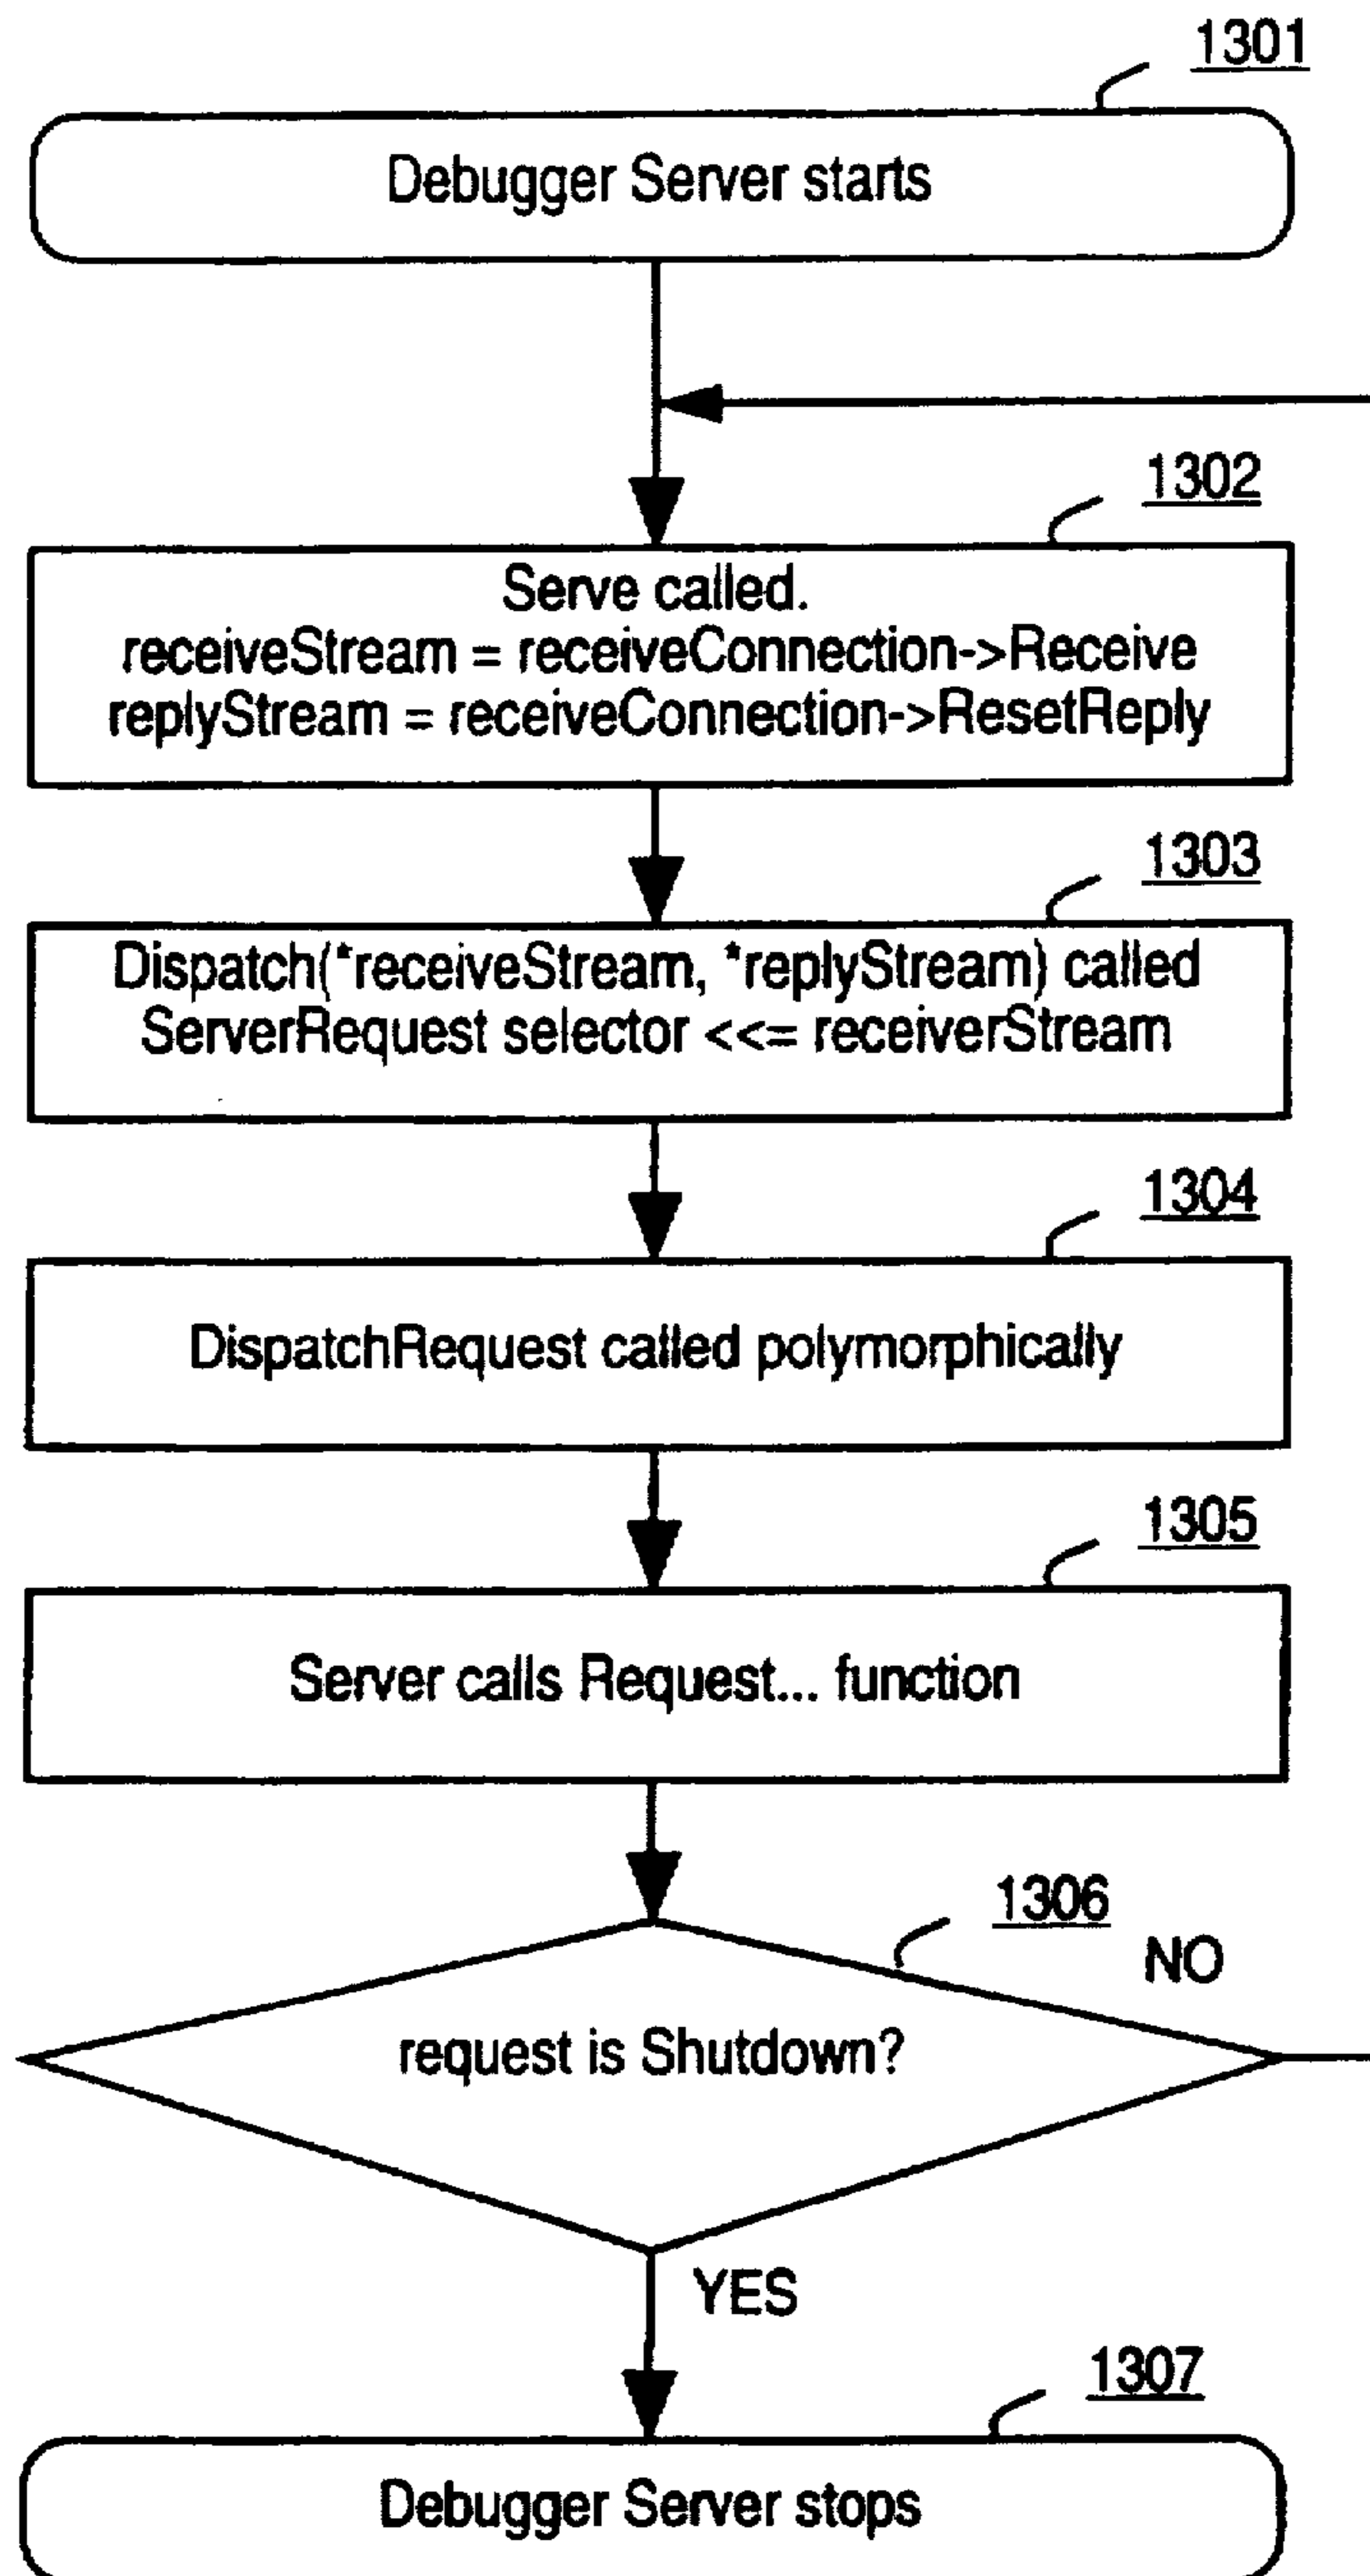 1301
Debugger Server starts
1302
Serve called.
receiveStream = receiveConnection->Receive
replyStream = receiveConnection->ResetReply
1303
Dispatch(*receiveStream, *replyStream) called
ServerRequest selector <<= receiverStream
1304
DispatchRequest called polymorphically
1305
Server calls Request... function
1306
NO
request is Shutdown?
YES
1307
Debugger Server stops